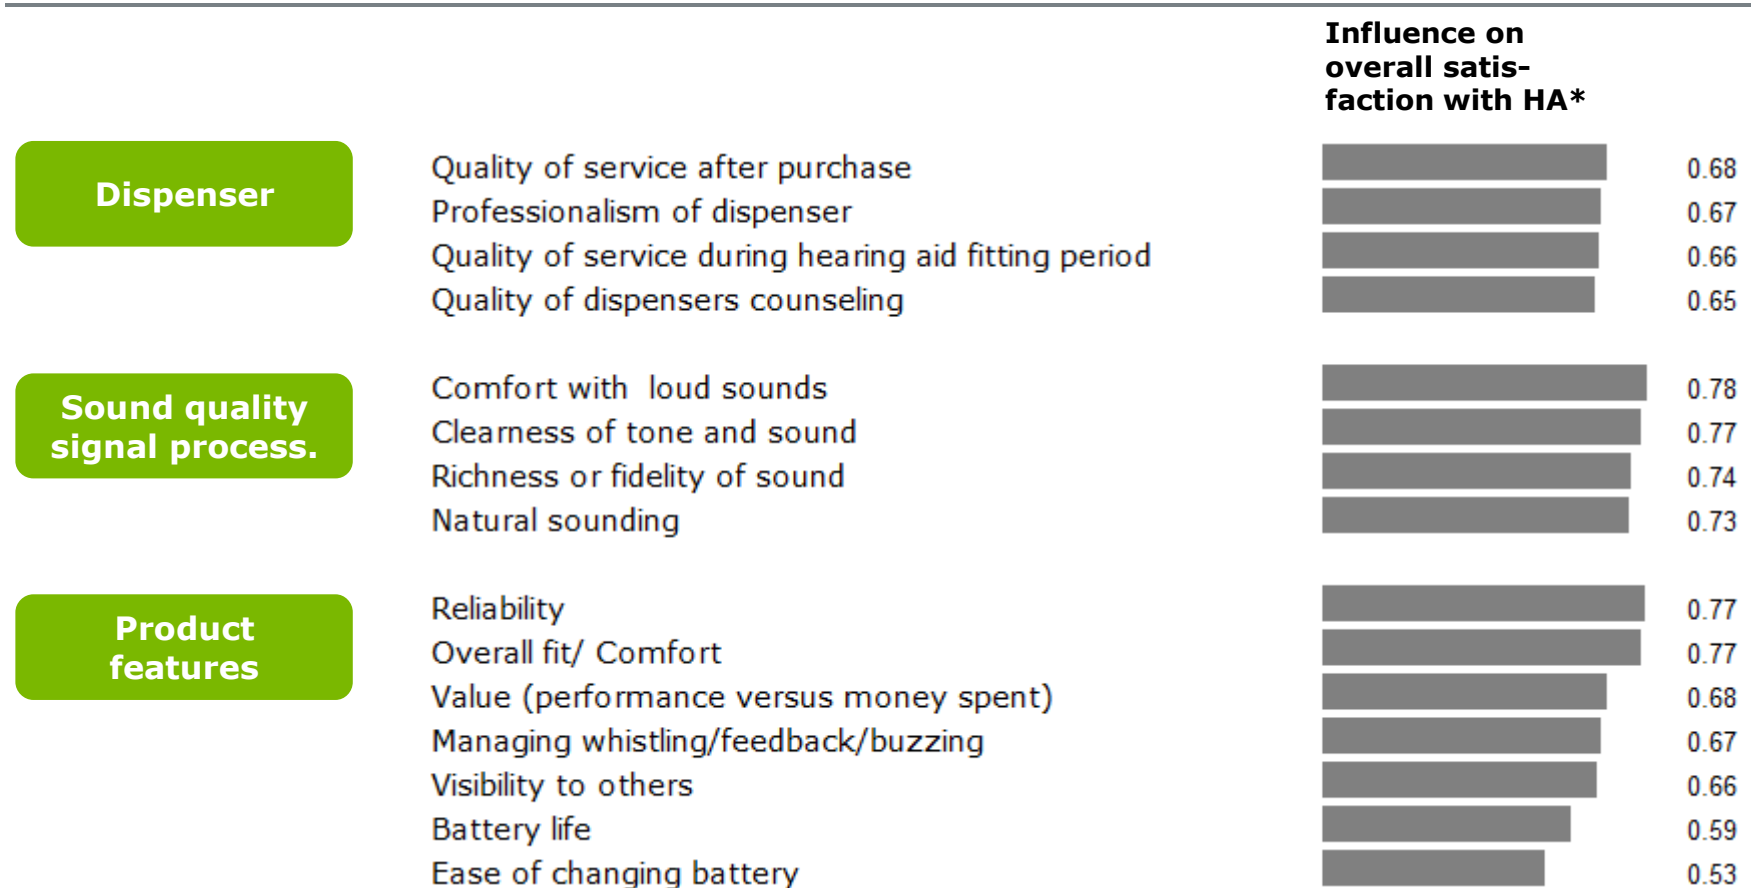 Influence on
overall satis-
faction with HA*
Dispenser
Quality of service after purchase 0.68
Professionalism of dispenser 0.67
Quality of service during hearing aid fitting period 0.66
Quality of dispensers counseling 0.65
Sound quality
signal process.
Comfort with loud sounds 0.78
Clearness of tone and sound 0.77
Richness or fidelity of sound 0.74
Natural sounding 0.73
Product
features
Reliability 0.77
Overall fit/ Comfort 0.77
Value (performance versus money spent) 0.68
Managing whistling/feedback/buzzing 0.67
Visibility to others 0.66
Battery life 0.59
Ease of changing battery 0.53